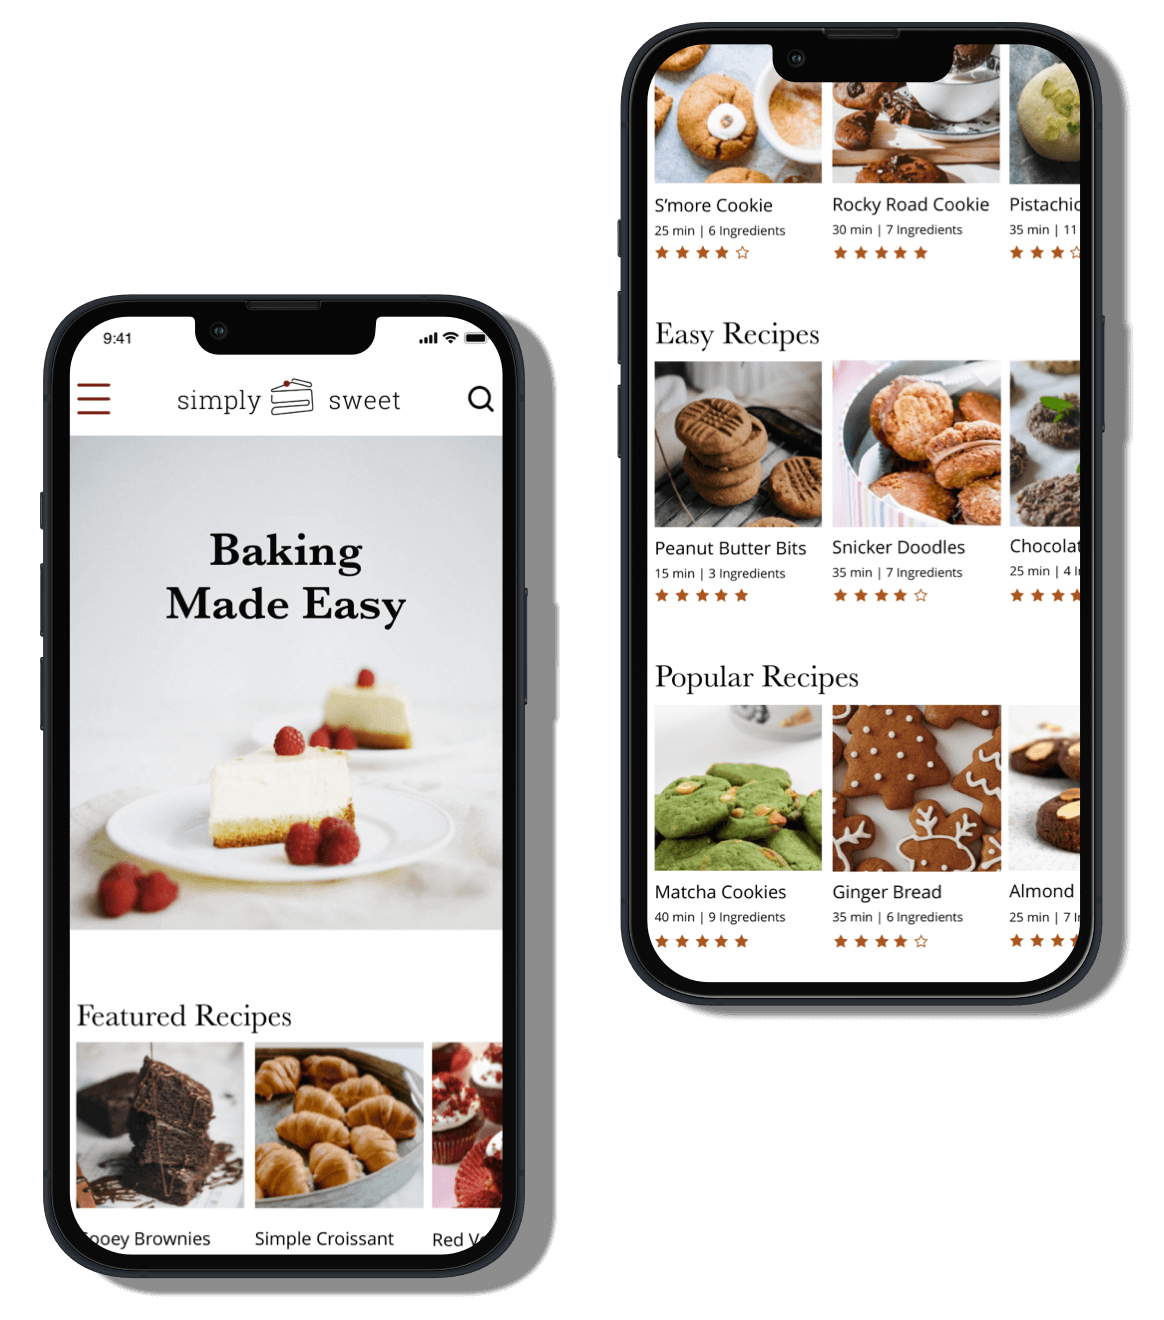 9:41
simply sweet
Baking
Made Easy
Featured Recipes
Gooey Brownies
Simple Croissant
Red
S'more Cookie
25 min | 6 Ingredients
Rocky Road Cookie
30 min | 7 Ingredients
Pistachio
35 min | 11
Easy Recipes
Peanut Butter Bits
15 min | 3 Ingredients
Snicker Doodles
35 min | 7 Ingredients
Chocolat
25 min | 4 I
Popular Recipes
Matcha Cookies
40 min | 9 Ingredients
Ginger Bread
35 min | 6 Ingredients
Almond
25 min | 7 I